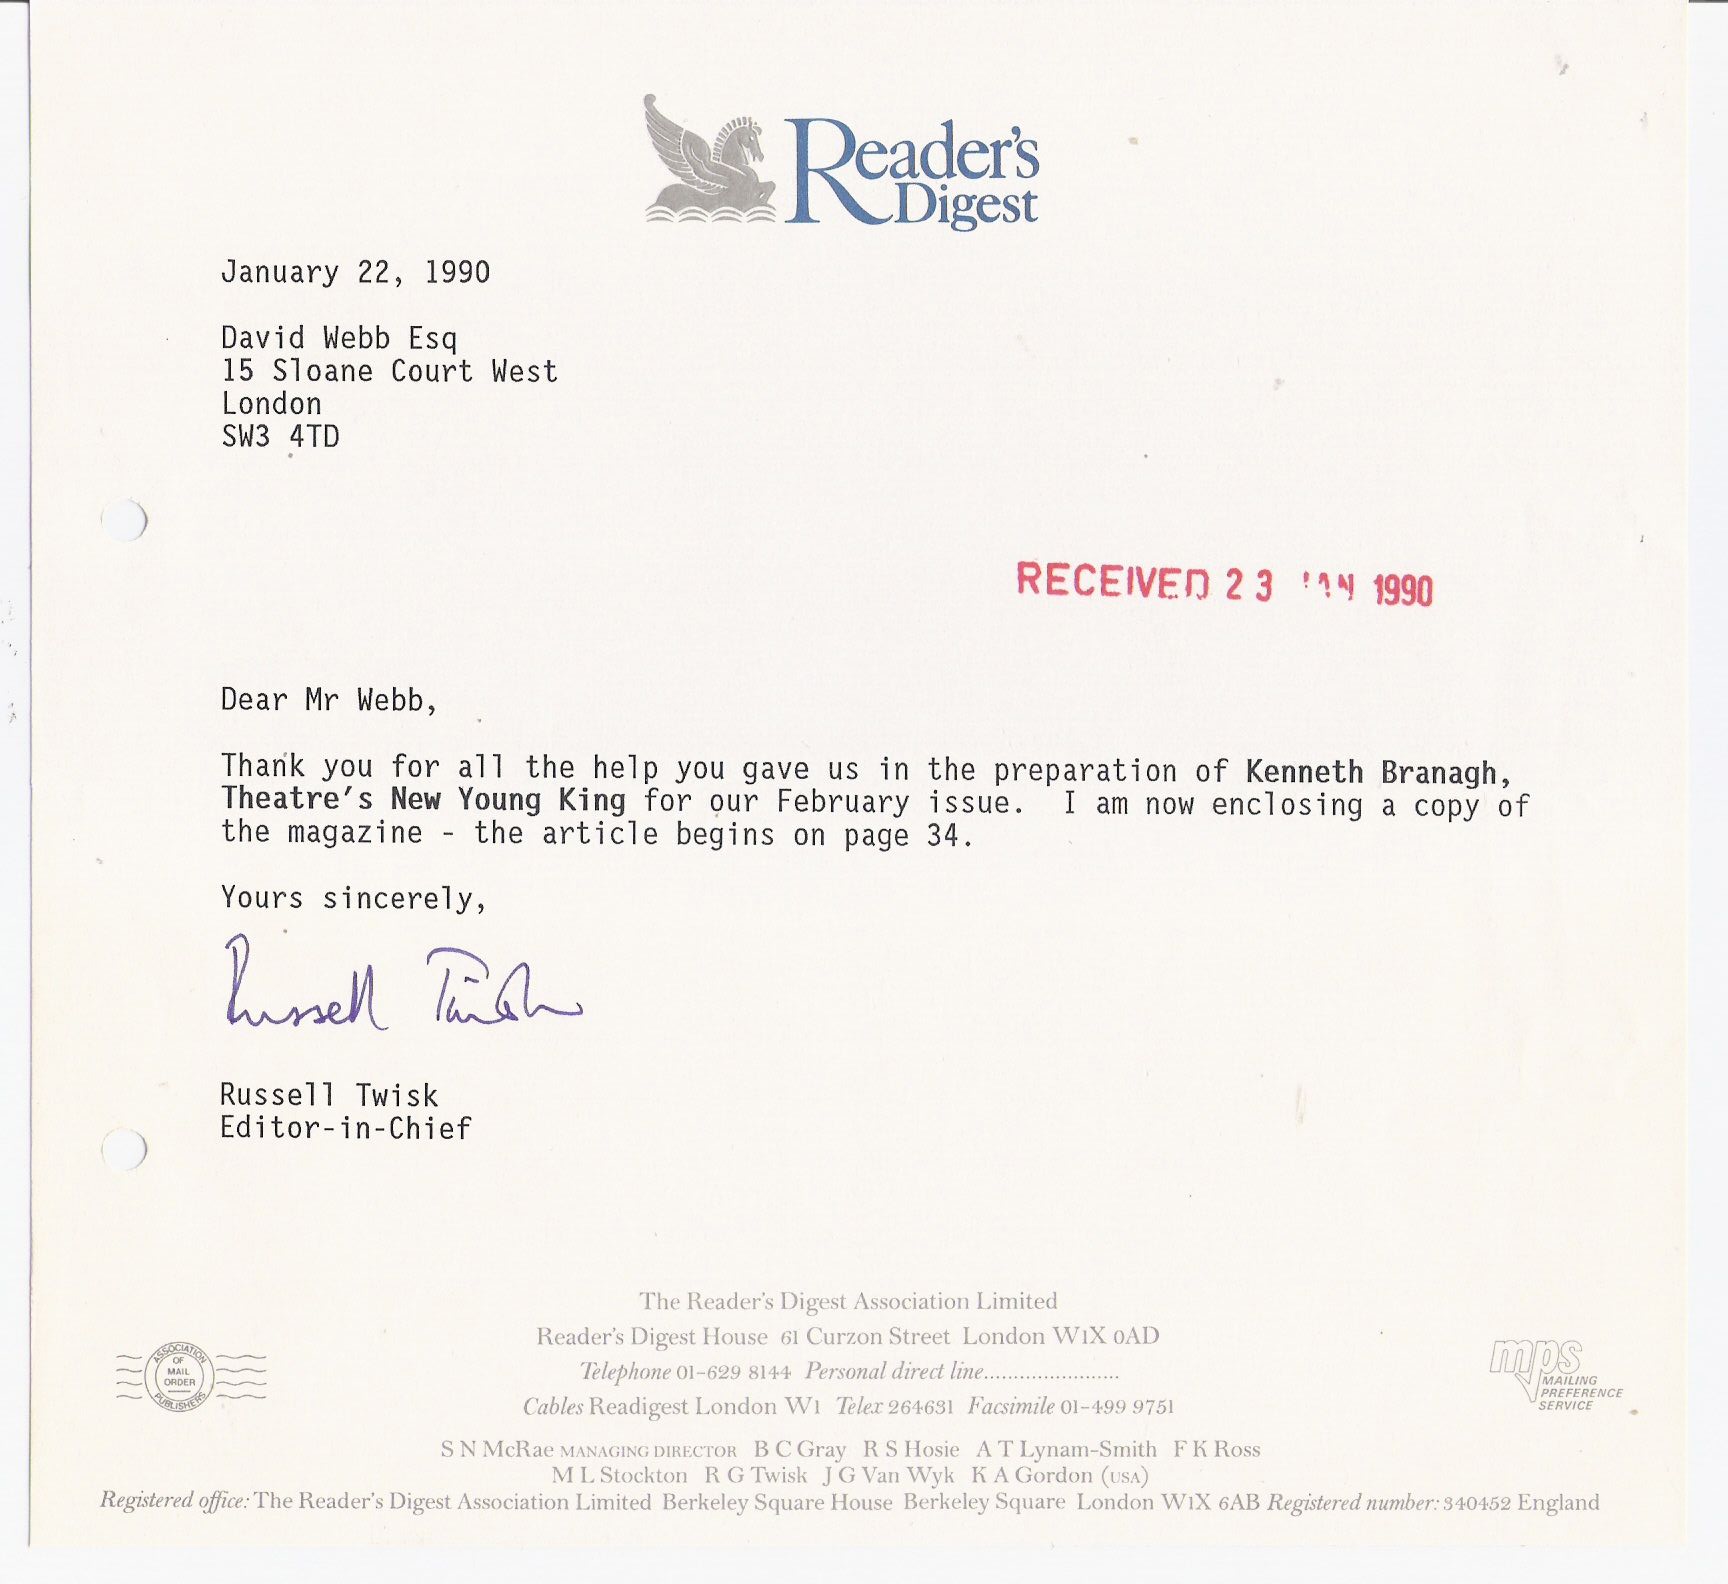 Reader's
Digest
January 22, 1990
David Webb Esq
15 Sloane Court West
London
SW3 4TD
RECEIVED 23 JAN 1990
Dear Mr Webb,
Thank you for all the help you gave us in the preparation of Kenneth Branagh,
Theatre's New Young King for our February issue.  I am now enclosing a copy of
the magazine - the article begins on page 34.
Yours sincerely,
Russell Twisk
Russell Twisk
Editor-in-Chief
The Reader's Digest Association Limited
Reader's Digest House 61 Curzon Street London W1X 0AD
Telephone 01-629 8144 Personal direct line.......................
Cables Readigest London W1 Telex 264631 Facsimile 01-499 9751
S N McRae MANAGING DIRECTOR B C Gray R S Hosie A T Lynam-Smith F K Ross
M L Stockton R G Twisk J G Van Wyk K A Gordon (USA)
Registered office: The Reader's Digest Association Limited Berkeley Square House Berkeley Square London W1X 6AB Registered number: 340452 England
ASSOCIATION
OF
MAIL
ORDER
PUBLISHERS
mps
MAILING
PREFERENCE
SERVICE